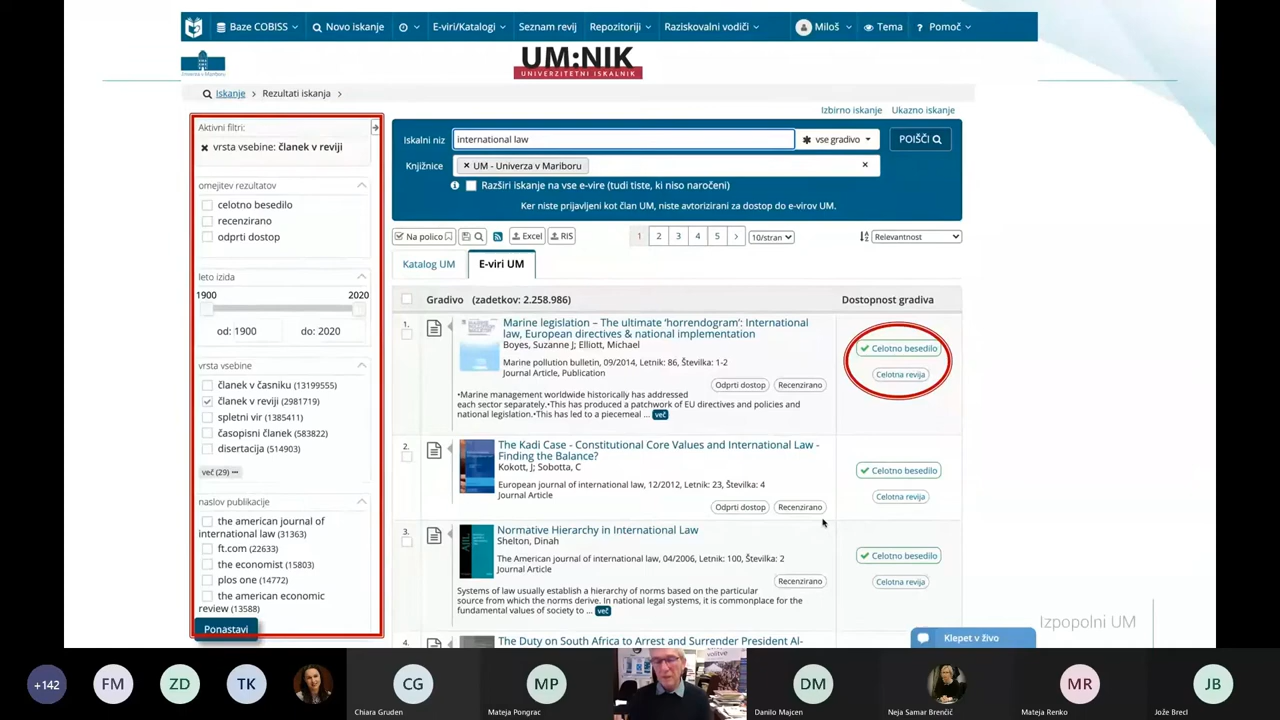 Baze COBISS
Novo iskanje
E-viri/Katalogi
Seznam revij
Repozitoriji
Raziskovalni vodiči
Miloš
Tema
? Pomoč
Univerza v Mariboru
UM:NIK
UNIVERZITETNI ISKALNIK
Iskanje > Rezultati iskanja >
Izbirno iskanje Ukazno iskanje
Aktivni filtri:
vrsta vsebine: članek v reviji
omejitev rezultatov
celotno besedilo
recenzirano
odprti dostop
leto izida
1900 2020
od: 1900 do: 2020
vrsta vsebine
članek v časniku (13199555)
članek v reviji (2981719)
spletni vir (1385411)
časopisni članek (583822)
disertacija (514903)
več (29)
naslov publikacije
the american journal of
international law (31363)
ft.com (22633)
the economist (15803)
plos one (14772)
the american economic
review (13588)
Ponastavi
Iskalni niz international law vse gradivo POIŠČI
Knjižnice × UM - Univerza v Mariboru ×
Razširi iskanje na vse e-vire (tudi tiste, ki niso naročeni)
Ker niste prijavljeni kot član UM, niste avtorizirani za dostop do e-virov UM.
Na polico Excel RIS 1 2 3 4 5 > 10/stran Relevantnost
Katalog UM E-viri UM
Gradivo (zadetkov: 2.258.986) Dostopnost gradiva
1.
Marine legislation – The ultimate ‘horrendogram’: International
law, European directives & national implementation
Boyes, Suzanne J; Elliott, Michael
Marine pollution bulletin, 09/2014, Letnik: 86, Številka: 1-2
Journal Article, Publication
Odprti dostop Recenzirano
•Marine management worldwide historically has addressed
each sector separately.•This has produced a patchwork of EU directives and policies and
national legislation.•This has led to a piecemeal ... več
Celotno besedilo
Celotna revija
2.
The Kadi Case - Constitutional Core Values and International Law -
Finding the Balance?
Kokott, J; Sobotta, C
European journal of international law, 12/2012, Letnik: 23, Številka: 4
Journal Article
Odprti dostop Recenzirano
Celotno besedilo
Celotna revija
3.
Normative Hierarchy in International Law
Shelton, Dinah
The American journal of international law, 04/2006, Letnik: 100, Številka: 2
Journal Article
Recenzirano
Systems of law usually establish a hierarchy of norms based on the particular
source from which the norms derive. In national legal systems, it is commonplace for the
fundamental values of society to ... več
Celotno besedilo
Celotna revija
4.
The Duty on South Africa to Arrest and Surrender President Al-
Izpopolni UM
Klepet v živo
+142
FM
ZD
TK
CG
Chiara Gruden
MP
Mateja Pongrac
DM
Danilo Majcen
Neja Samar Brenčič
MR
Mateja Renko
JB
Jože Brecl